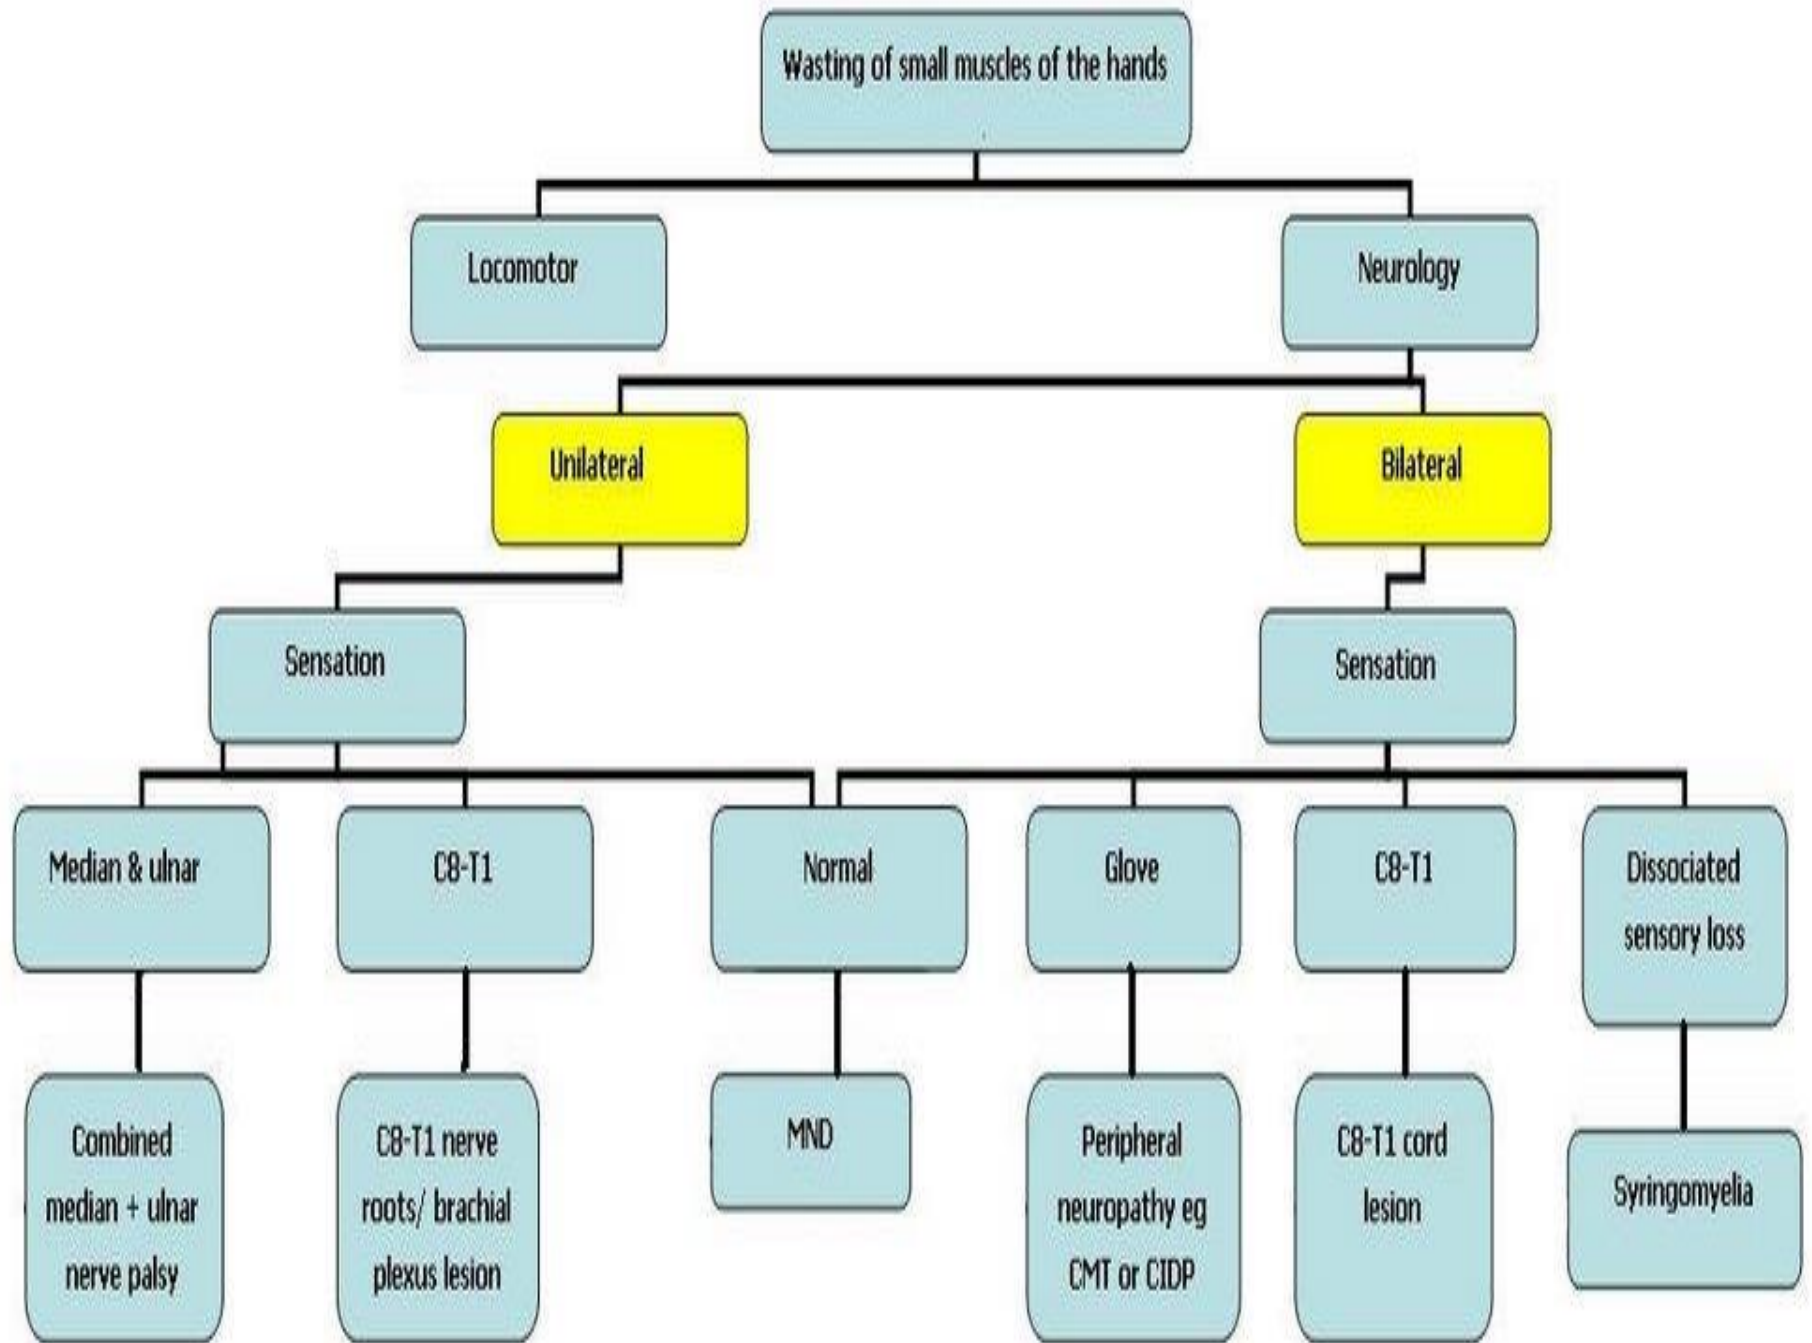 Wasting of small muscles of the hands
Locomotor
Neurology
Unilateral
Bilateral
Sensation
Sensation
Median & ulnar
C8-T1
Normal
Glove
C8-T1
Dissociated
sensory loss
Combined
median + ulnar
nerve palsy
C8-T1 nerve
roots/ brachial
plexus lesion
MND
Peripheral
neuropathy eg
CMT or CIDP
C8-T1 cord
lesion
Syringomyelia